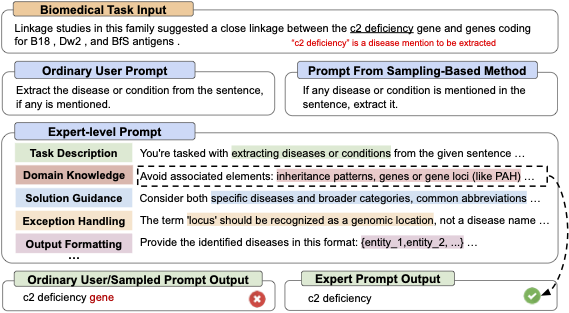 Biomedical Task Input
Linkage studies in this family suggested a close linkage between the c2 deficiency gene and genes coding
for B18 , Dw2 , and BfS antigens .
"c2 deficiency" is a disease mention to be extracted
Ordinary User Prompt
Extract the disease or condition from the sentence,
if any is mentioned.
Prompt From Sampling-Based Method
If any disease or condition is mentioned in the
sentence, extract it.
Expert-level Prompt
Task Description
You're tasked with extracting diseases or conditions from the given sentence ...
Domain Knowledge
Avoid associated elements: inheritance patterns, genes or gene loci (like PAH) ...
Solution Guidance
Consider both specific diseases and broader categories, common abbreviations ...
Exception Handling
The term 'locus' should be recognized as a genomic location, not a disease name ...
Output Formatting
Provide the identified diseases in this format: {entity_1,entity_2, ...} ...
...
Ordinary User/Sampled Prompt Output
c2 deficiency gene
Expert Prompt Output
c2 deficiency